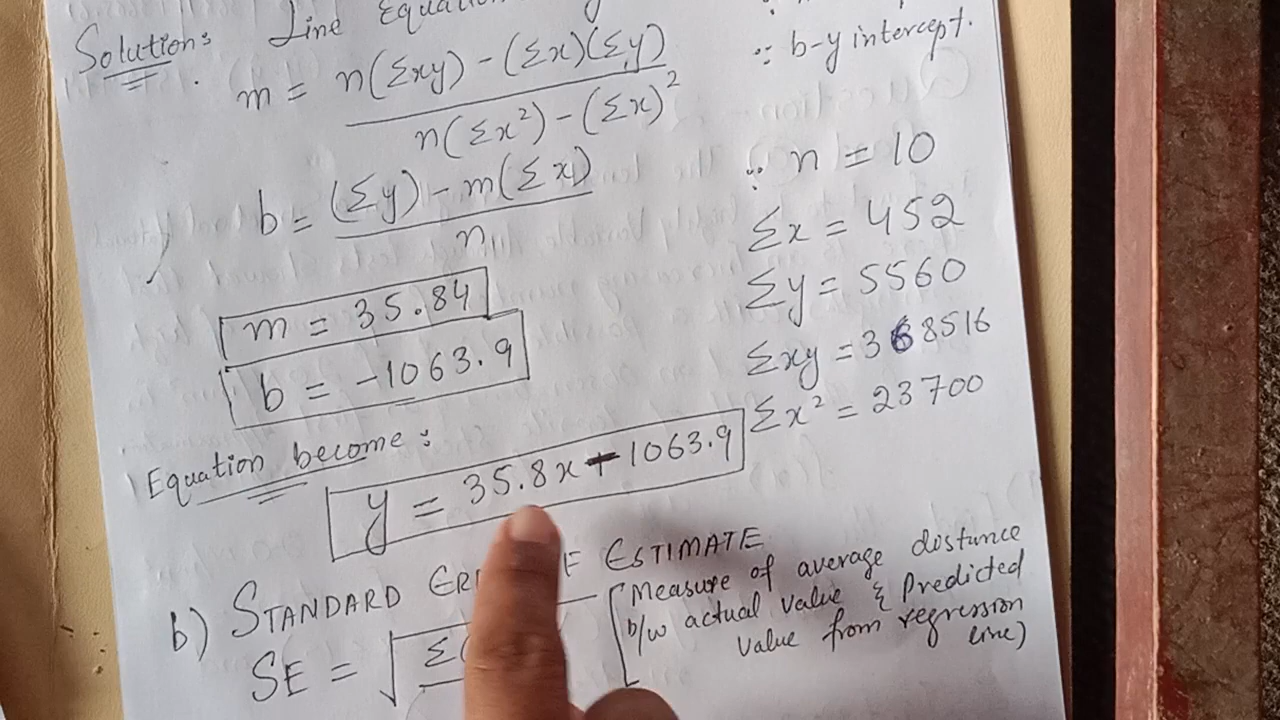 Solution: Line Equation
m = n(Σxy) - (Σx)(Σy) / n(Σx²) - (Σx)²
∵ b-y intercept.
b = (Σy) - m(Σx) / n
∵ n = 10
Σx = 452
Σy = 5560
Σxy = 368516
Σx² = 23700
m = 35.84
b = -1063.9
Equation become:
y = 35.8x - 1063.9
b) STANDARD ESTIMATE
SE = √Σ
[Measure of average distance
b/w actual value & Predicted
value from regression
line)